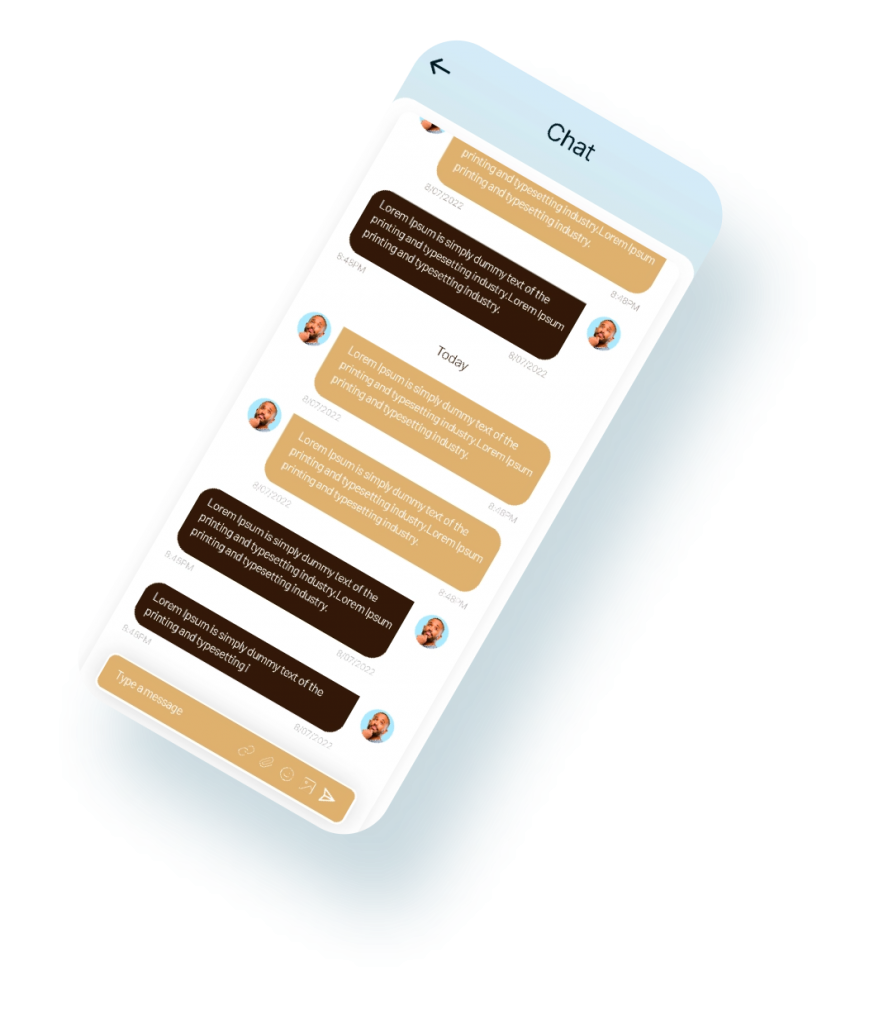 Chat
printing and typesetting industry.Lorem Ipsum
printing and typesetting industry.
8/07/2022
8:48PM
Lorem Ipsum is simply dummy text of the
printing and typesetting industry.Lorem Ipsum
printing and typesetting industry.
8:48PM
8/07/2022
Today
Lorem Ipsum is simply dummy text of the
printing and typesetting industry.Lorem Ipsum
printing and typesetting industry.
8/07/2022
8:48PM
Lorem Ipsum is simply dummy text of the
printing and typesetting industry.Lorem Ipsum
printing and typesetting industry.
8/07/2022
8:48PM
Lorem Ipsum is simply dummy text of the
printing and typesetting industry.Lorem Ipsum
printing and typesetting industry.
8:48PM
8/07/2022
Lorem Ipsum is simply dummy text of the
printing and typesetting
8:48PM
8/07/2022
Type a message